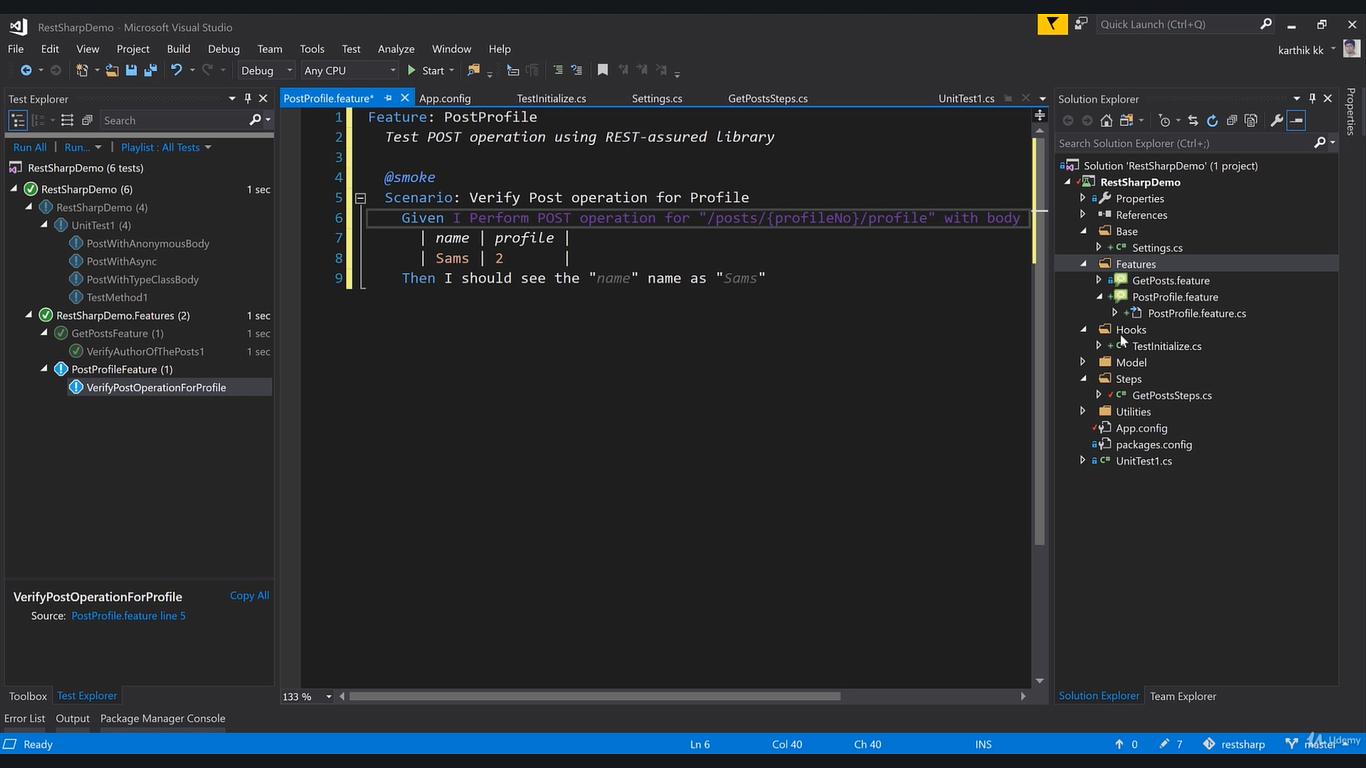 RestSharpDemo - Microsoft Visual Studio
Quick Launch (Ctrl+Q)
File Edit View Project Build Debug Team Tools Test Analyze Window Help
karthik kk
Debug Any CPU Start
Test Explorer
Search
Run All Run... Playlist : All Tests
RestSharpDemo (6 tests)
RestSharpDemo (6) 1 sec
RestSharpDemo (4)
UnitTest1 (4)
PostWithAnonymousBody
PostWithAsync
PostWithTypeClassBody
TestMethod1
RestSharpDemo.Features (2) 1 sec
GetPostsFeature (1) 1 sec
VerifyAuthorOfThePosts1 1 sec
PostProfileFeature (1)
VerifyPostOperationForProfile
VerifyPostOperationForProfile Copy All
Source: PostProfile.feature line 5
Toolbox Test Explorer
PostProfile.feature* App.config TestInitialize.cs Settings.cs GetPostsSteps.cs UnitTest1.cs
1 Feature: PostProfile
2 Test POST operation using REST-assured library
3
4 @smoke
5 Scenario: Verify Post operation for Profile
6 Given I Perform POST operation for "/posts/{profileNo}/profile" with body
7 | name | profile |
8 | Sams | 2 |
9 Then I should see the "name" name as "Sams"
133 %
Solution Explorer
Search Solution Explorer (Ctrl+;)
Solution 'RestSharpDemo' (1 project)
RestSharpDemo
Properties
References
Base
Settings.cs
Features
GetPosts.feature
PostProfile.feature
PostProfile.feature.cs
Hooks
TestInitialize.cs
Model
Steps
GetPostsSteps.cs
Utilities
App.config
packages.config
UnitTest1.cs
Solution Explorer Team Explorer
Properties
Error List Output Package Manager Console
Ready Ln 6 Col 40 Ch 40 INS 0 7 restsharp master
Udemy